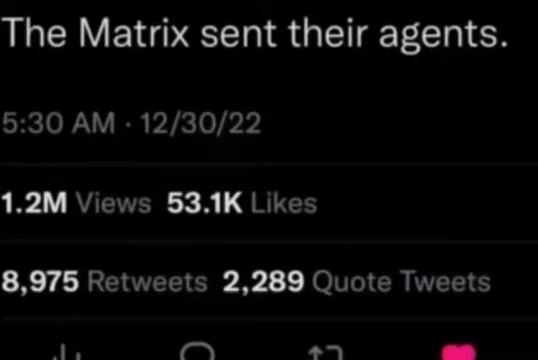 The Matrix sent their agents.
5:30 AM · 12/30/22
1.2M Views 53.1K Likes
8,975 Retweets 2,289 Quote Tweets